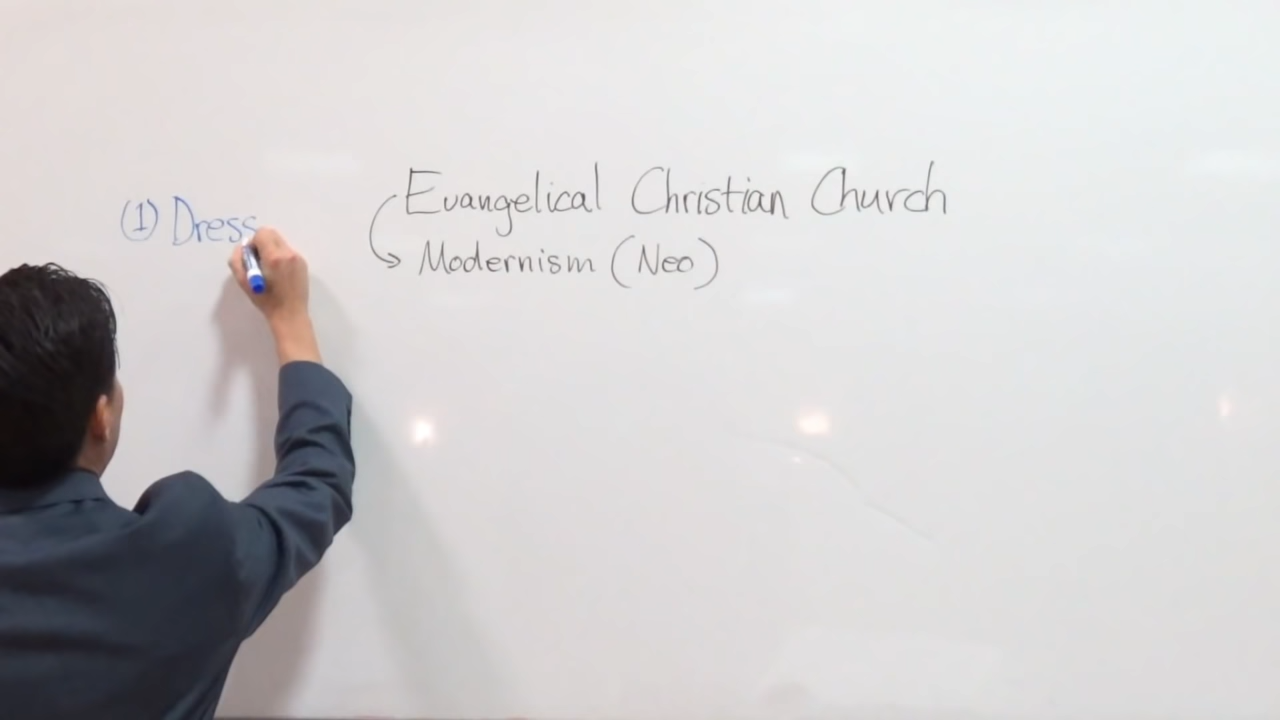 Evangelical Christian Church
Modernism (Neo)
(1) Dress